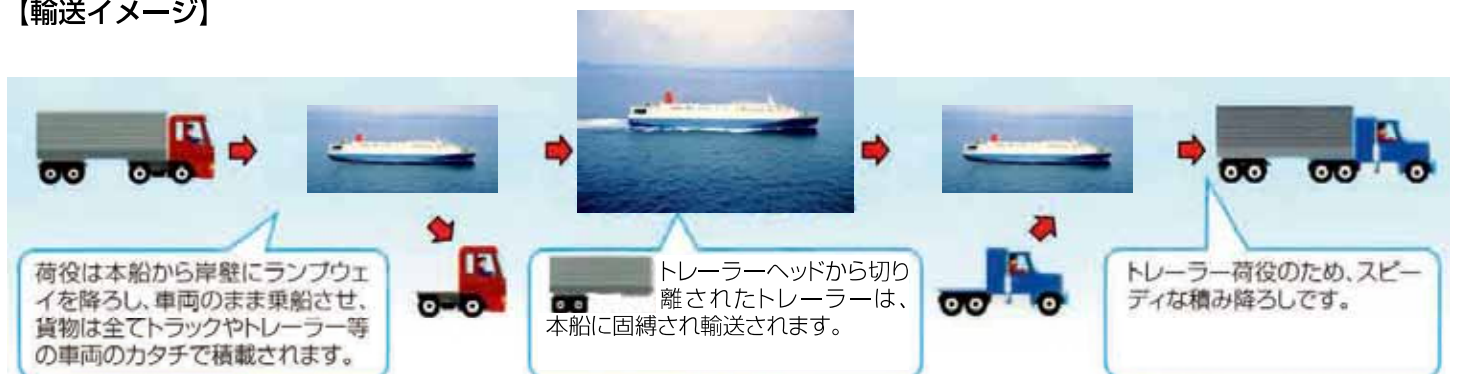 【輸送イメージ】
荷役は本船から岸壁にランプウェ
イを降ろし、車両のまま乗船させ、
貨物は全てトラックやトレーラー等
の車両のカタチで積載されます。
トレーラーヘッドから切り
離されたトレーラーは、
本船に固縛され輸送されます。
トレーラー荷役のため、スピー
ディな積み降ろしです。